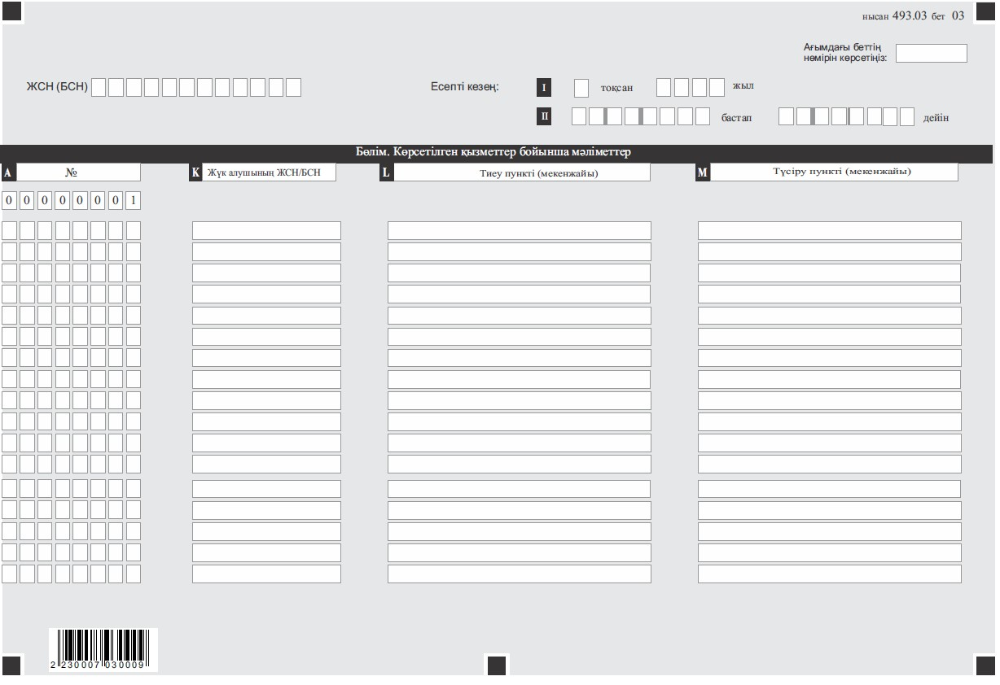 нысан 493.03 бет 03
Ағымдағы беттің
нөмірін көрсетіңіз:
ЖСН (БСН)
Есепті кезең:
I
тоқсан
жыл
II
бастап
дейін
Бөлім. Көрсетілген қызметтер бойынша мәліметтер
A №
K Жүк алушының ЖСН/БСН
L Тиеу пункті (мекенжайы)
M Түсіру пункті (мекенжайы)
0 0 0 0 0 0 0 1
2 230007 030009